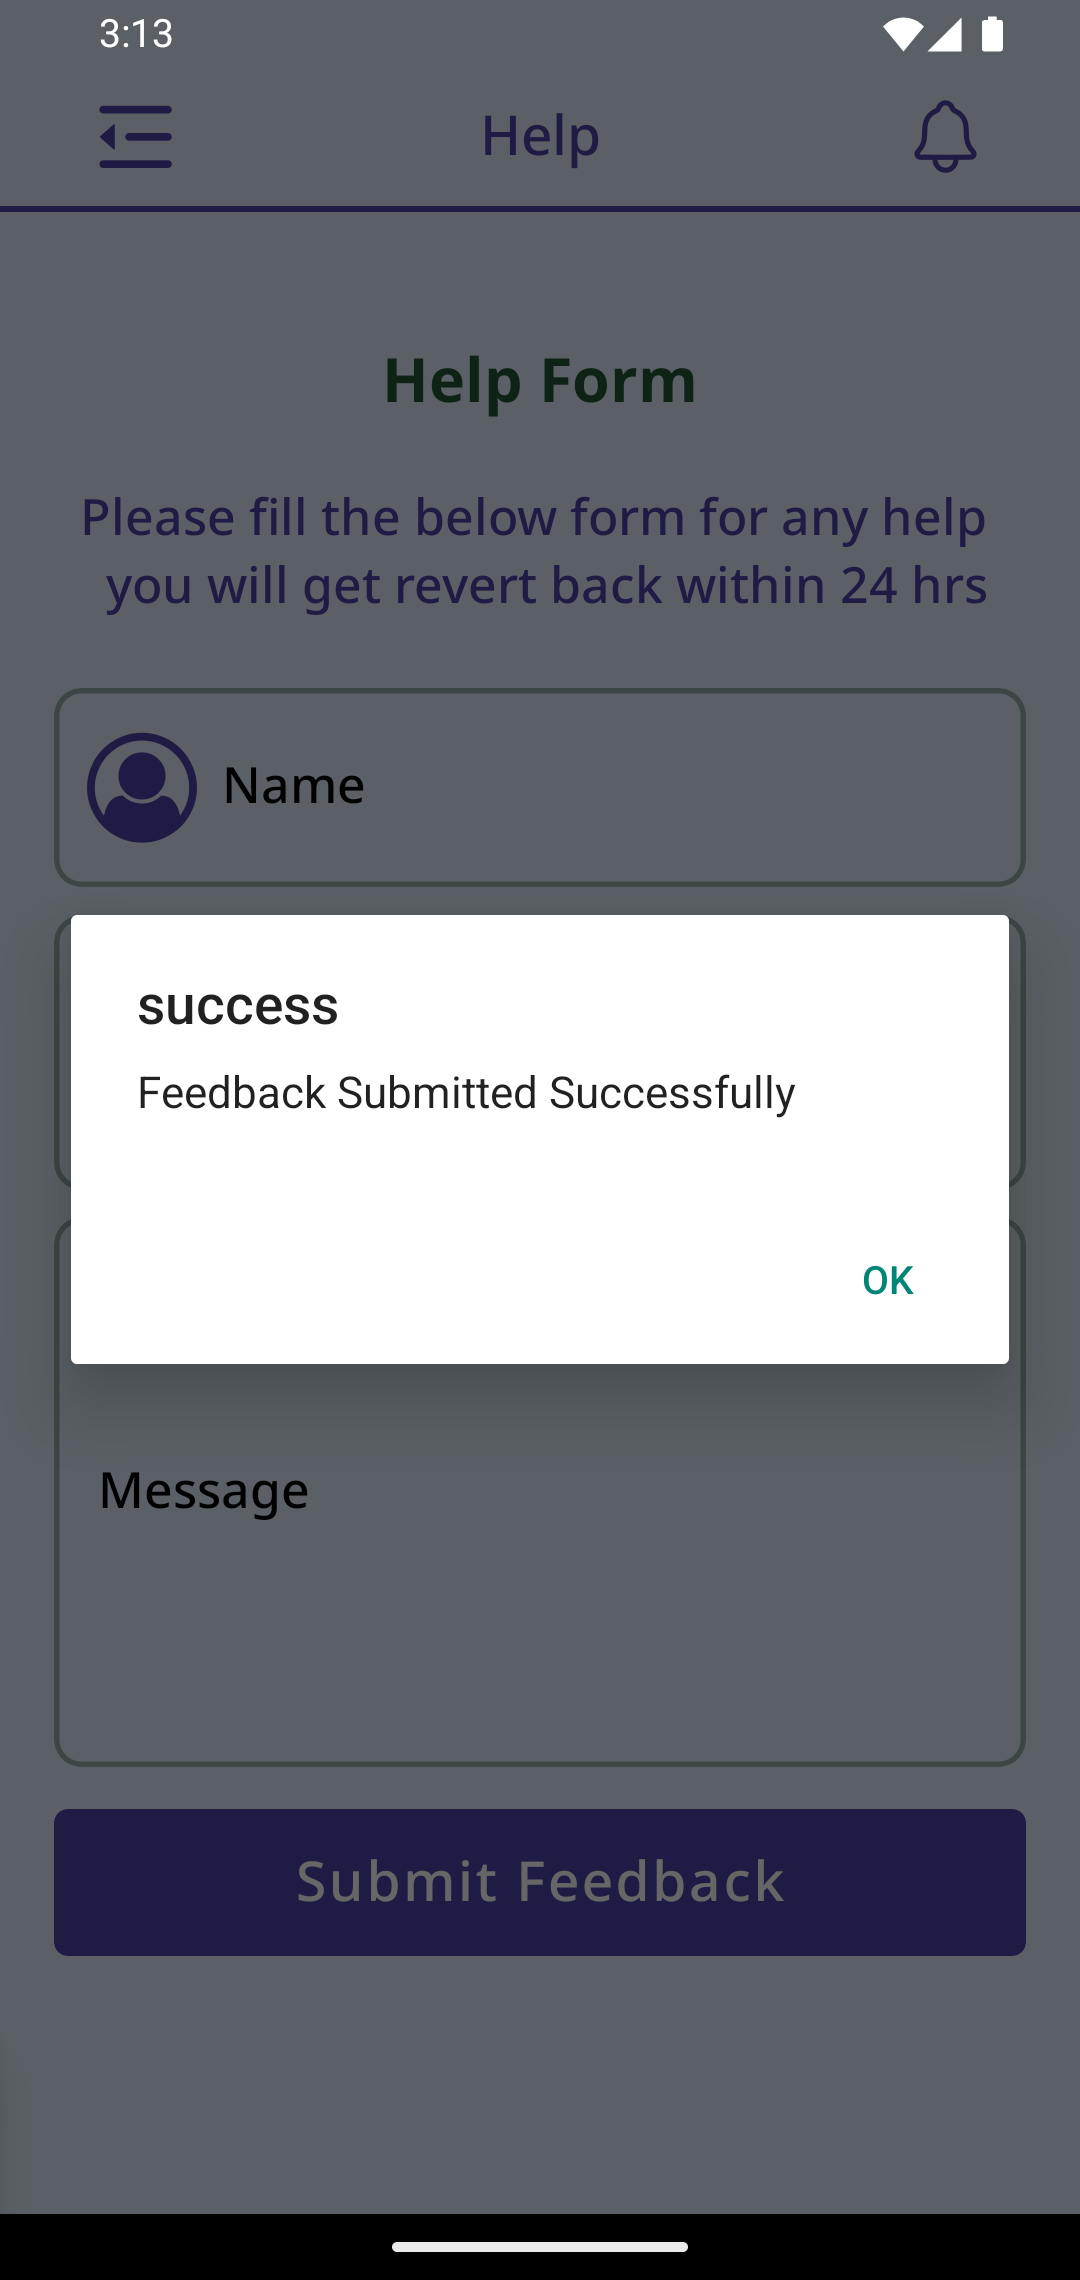 3:13
Help
Help Form
Please fill the below form for any help
you will get revert back within 24 hrs
Name
success
Feedback Submitted Successfully
OK
Message
Submit Feedback